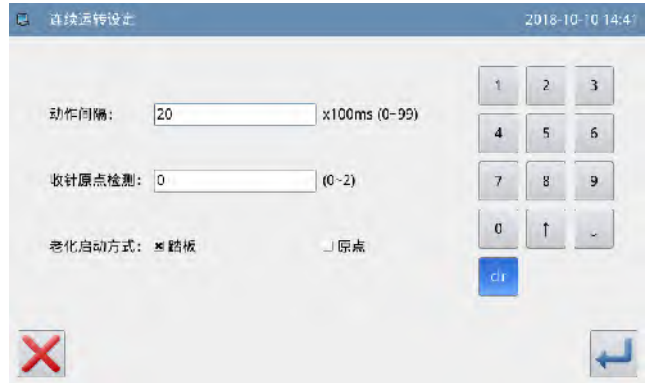 连续运转设定 2018-10-10 14:41
动作间隔: 20 x100ms (0-99)
收针原点检测: 0 (0~2)
老化启动方式: 踏板 原点
1 2 3
4 5 6
7 8 9
0 ↑
clr